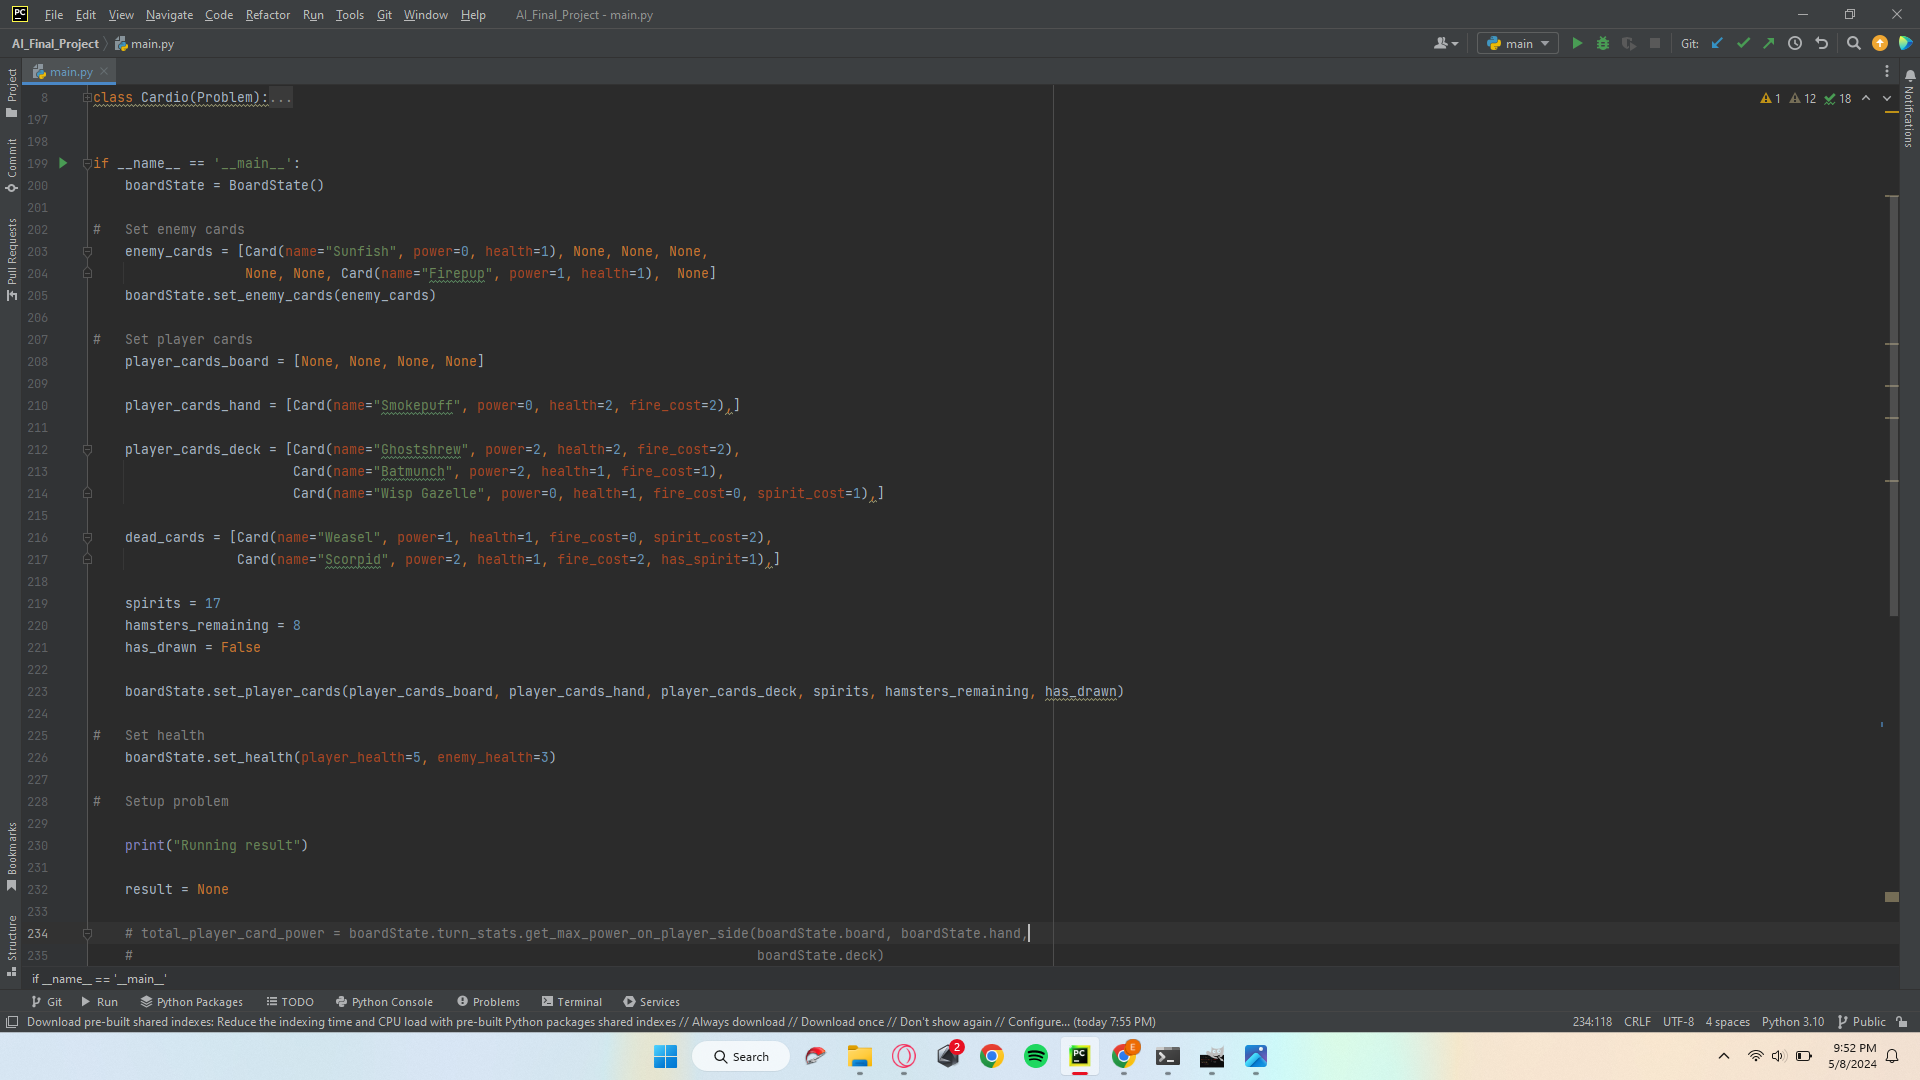 File Edit View Navigate Code Refactor Run Tools Git Window Help AI_Final_Project - main.py
AI_Final_Project main.py main Git:
main.py
8 class Cardio(Problem):... 1 12 18
197
198
199 if __name__ == '__main__':
200 boardState = BoardState()
201
202 # Set enemy cards
203 enemy_cards = [Card(name="Sunfish", power=0, health=1), None, None, None,
204 None, None, Card(name="Firepup", power=1, health=1), None]
205 boardState.set_enemy_cards(enemy_cards)
206
207 # Set player cards
208 player_cards_board = [None, None, None, None]
209
210 player_cards_hand = [Card(name="Smokepuff", power=0, health=2, fire_cost=2),]
211
212 player_cards_deck = [Card(name="Ghostshrew", power=2, health=2, fire_cost=2),
213 Card(name="Batmunch", power=2, health=1, fire_cost=1),
214 Card(name="Wisp Gazelle", power=0, health=1, fire_cost=0, spirit_cost=1),]
215
216 dead_cards = [Card(name="Weasel", power=1, health=1, fire_cost=0, spirit_cost=2),
217 Card(name="Scorpid", power=2, health=1, fire_cost=2, has_spirit=1),]
218
219 spirits = 17
220 hamsters_remaining = 8
221 has_drawn = False
222
223 boardState.set_player_cards(player_cards_board, player_cards_hand, player_cards_deck, spirits, hamsters_remaining, has_drawn)
224
225 # Set health
226 boardState.set_health(player_health=5, enemy_health=3)
227
228 # Setup problem
229
230 print("Running result")
231
232 result = None
233
234 # total_player_card_power = boardState.turn_stats.get_max_power_on_player_side(boardState.board, boardState.hand,
235 # boardState.deck)
if __name__ == '__main__'
Project
Commit
Pull Requests
Bookmarks
Structure
Notifications
Git Run Python Packages TODO Python Console Problems Terminal Services
Download pre-built shared indexes: Reduce the indexing time and CPU load with pre-built Python packages shared indexes // Always download // Download once // Don't show again // Configure... (today 7:55 PM) 234:118 CRLF UTF-8 4 spaces Python 3.10 Public
Search 2 PC E 9:52 PM
5/8/2024